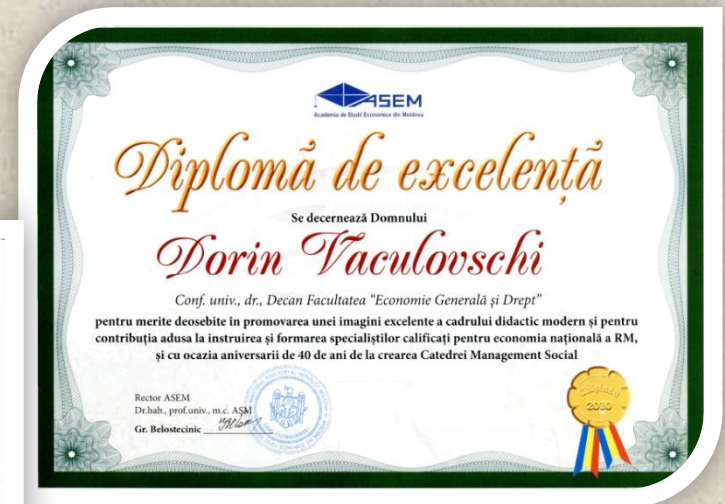 ASEM
Academia de Studii Economice din Moldova
Diplomă de excelență
Se decernează Domnului
Dorin Vaculovschi
Conf. univ., dr., Decan Facultatea "Economie Generală și Drept"
pentru merite deosebite în promovarea unei imagini excelente a cadrului didactic modern și pentru
contribuția adusa la instruirea și formarea specialiștilor calificați pentru economia națională a RM,
și cu ocazia aniversarii de 40 de ani de la crearea Catedrei Management Social
Rector ASEM
Dr.hab., prof.univ., m.c. AȘM
Gr. Belostecinic
Chișinău
2010